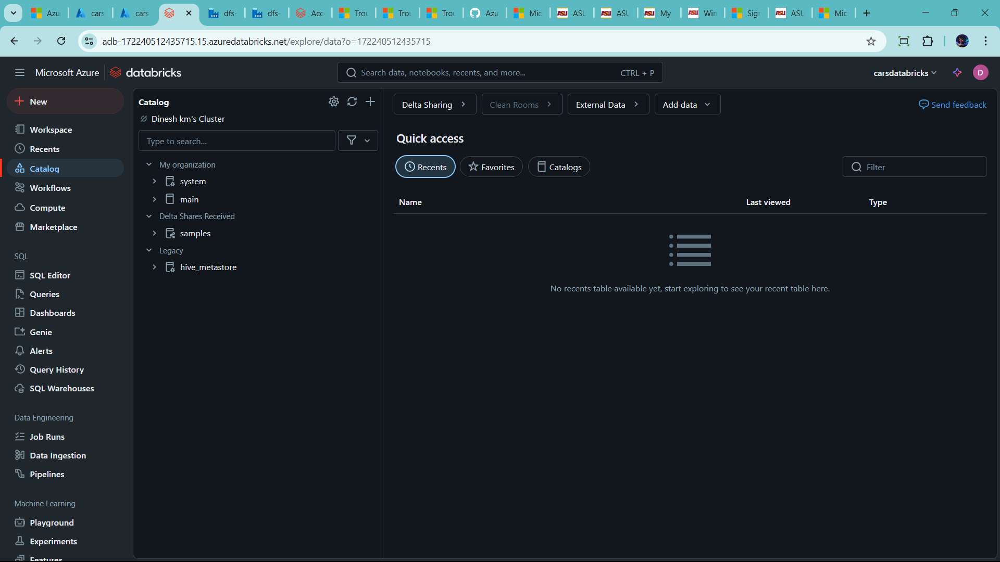 Azu
cars
cars
dfs-
dfs-
Acc
Trou
Trou
Trou
Azu
Mic
ASU
ASU
My
Win
Sign
ASU
Mic
adb-172240512435715.15.azuredatabricks.net/explore/data?o=172240512435715
Microsoft Azure
databricks
Search data, notebooks, recents, and more...
CTRL + P
carsdatabricks
D
New
Workspace
Recents
Catalog
Workflows
Compute
Marketplace
SQL
SQL Editor
Queries
Dashboards
Genie
Alerts
Query History
SQL Warehouses
Data Engineering
Job Runs
Data Ingestion
Pipelines
Machine Learning
Playground
Experiments
Features
Catalog
Dinesh km's Cluster
Type to search...
My organization
system
main
Delta Shares Received
samples
Legacy
hive_metastore
Delta Sharing
Clean Rooms
External Data
Add data
Send feedback
Quick access
Recents
Favorites
Catalogs
Filter
Name
Last viewed
Type
No recents table available yet, start exploring to see your recent table here.